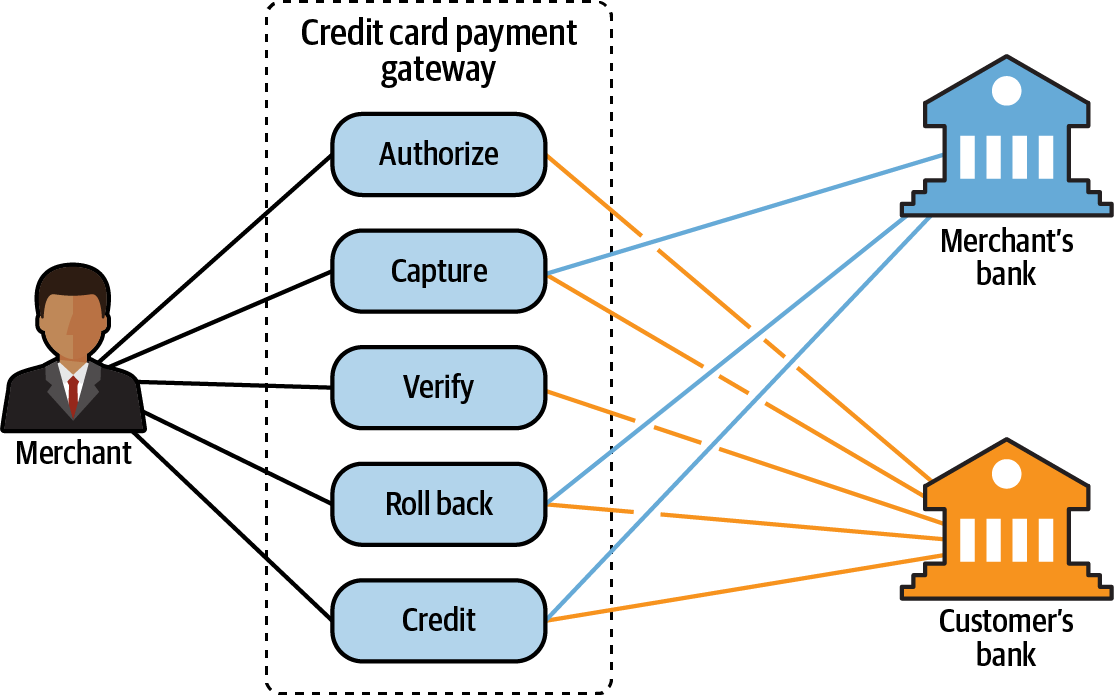 Credit card payment
gateway
Authorize
Capture
Verify
Roll back
Credit
Merchant
Merchant's
bank
Customer's
bank